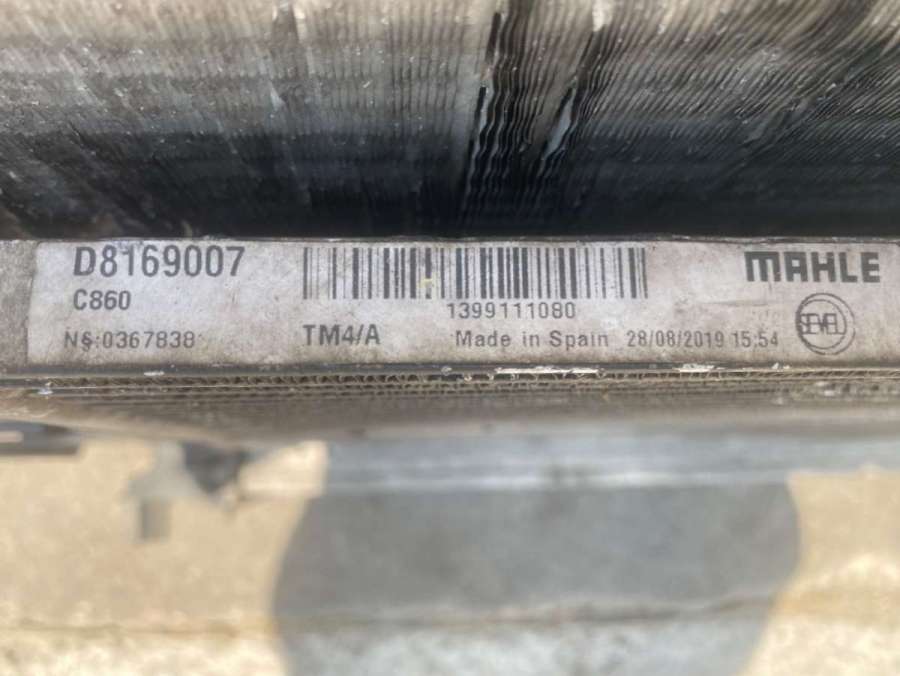 D8169007
MAHLE
C860
1399111080
SEVEL
N§:0367838
TM4/A
Made in Spain
28/08/2019 15:54